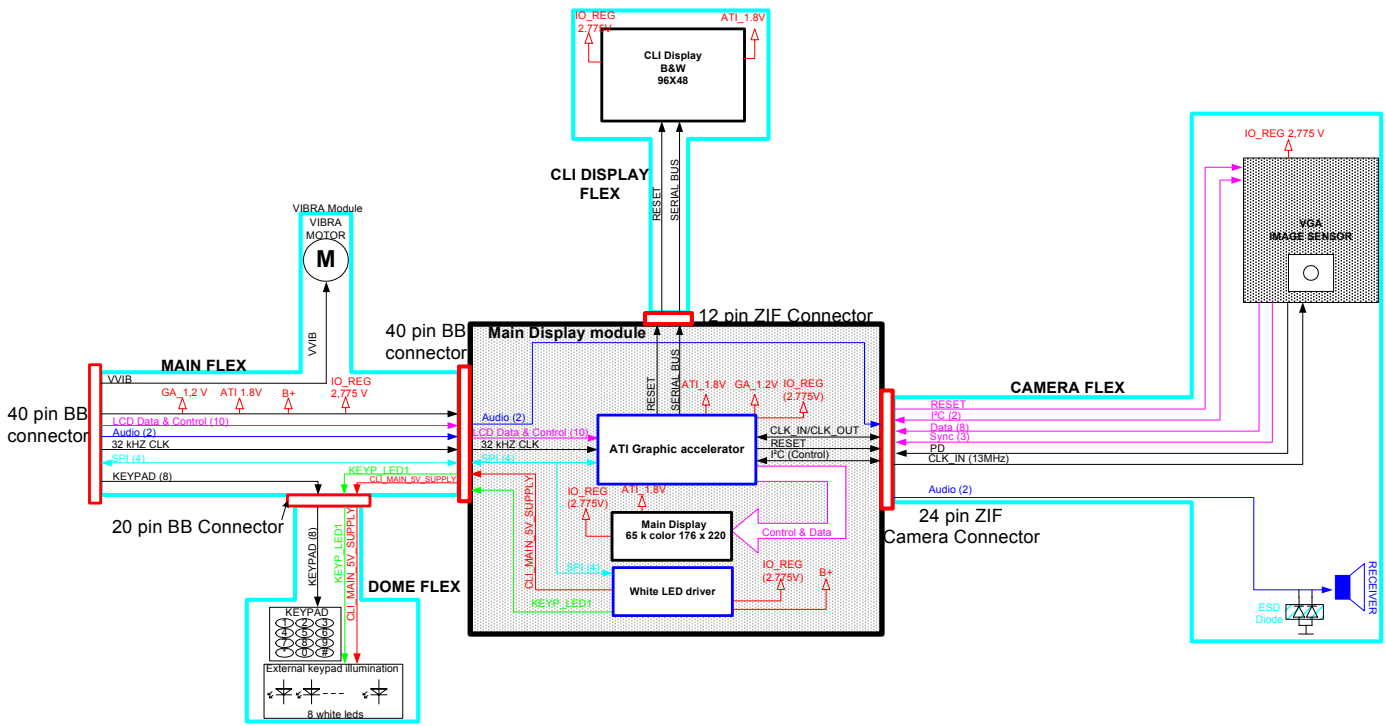 IO_REG
2.775V
ATI_1.8V
CLI Display
B&W
96X48
CLI DISPLAY
FLEX
RESET
SERIAL BUS
IO_REG 2,775 V
VGA
IMAGE SENSOR
VIBRA Module
VIBRA
MOTOR
M
VVIB
MAIN FLEX
40 pin BB
connector
12 pin ZIF Connector
Main Display module
40 pin BB
connector
VVIB
GA_1,2 V
ATI 1.8V
B+
IO_REG
2,775 V
LCD Data & Control (10)
Audio (2)
32 kHZ CLK
SPI (4)
KEYPAD (8)
KEYP_LED1
CLI_MAIN_5V_SUPPLY
RESET
SERIAL BUS
ATI_1.8V
GA_1.2V
IO_REG
(2.775V)
Audio (2)
LCD Data & Control (10)
32 kHZ CLK
SPI(4)
ATI Graphic accelerator
CLK_IN/CLK_OUT
RESET
I²C (Control)
CAMERA FLEX
RESET
I²C (2)
Data (8)
Sync (3)
PD
CLK_IN (13MHz)
Audio (2)
24 pin ZIF
Camera Connector
20 pin BB Connector
KEYPAD (8)
KEYP_LED1
CLI_MAIN_5V_SUPPLY
DOME FLEX
KEYPAD
1 2 3
4 5 6
7 8 9
* 0 #
External keypad illumination
8 white leds
CLI_MAIN_5V_SUPPLY
IO_REG
(2.775V)
ATI_1.8V
Main Display
65 k color 176 x 220
Control & Data
SPI (4)
White LED driver
IO_REG
(2.775V)
B+
KEYP_LED1
ESD
Diode
RECEIVER